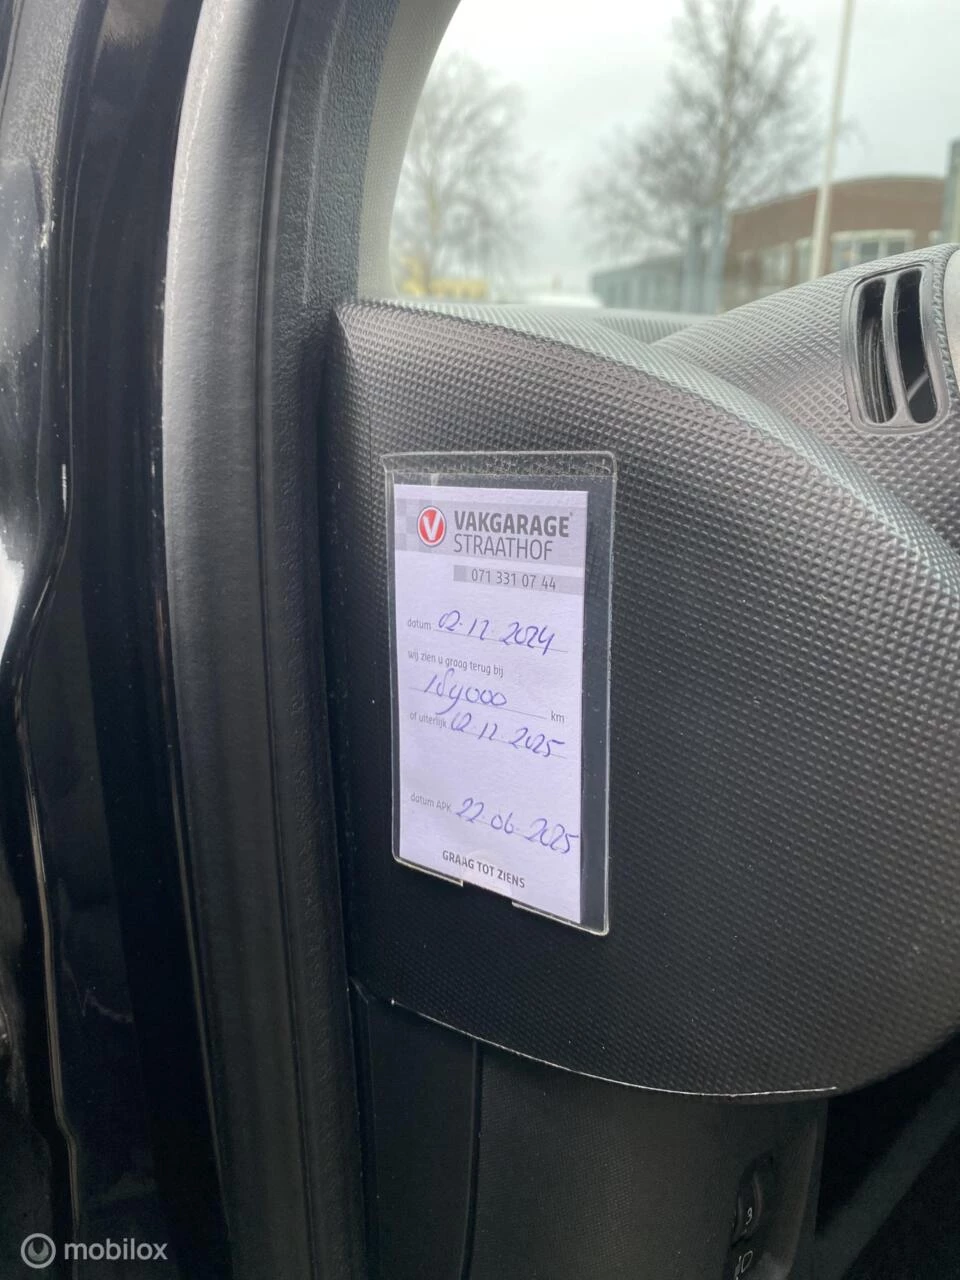 VAKGARAGE
STRAATHOF
071 331 07 44
datum 02-12-2024
wij zien u graag terug bij
km
of uiterlijk 02-12-2025
datum APK 22-06-2025
GRAAG TOT ZIENS
3
mobilox